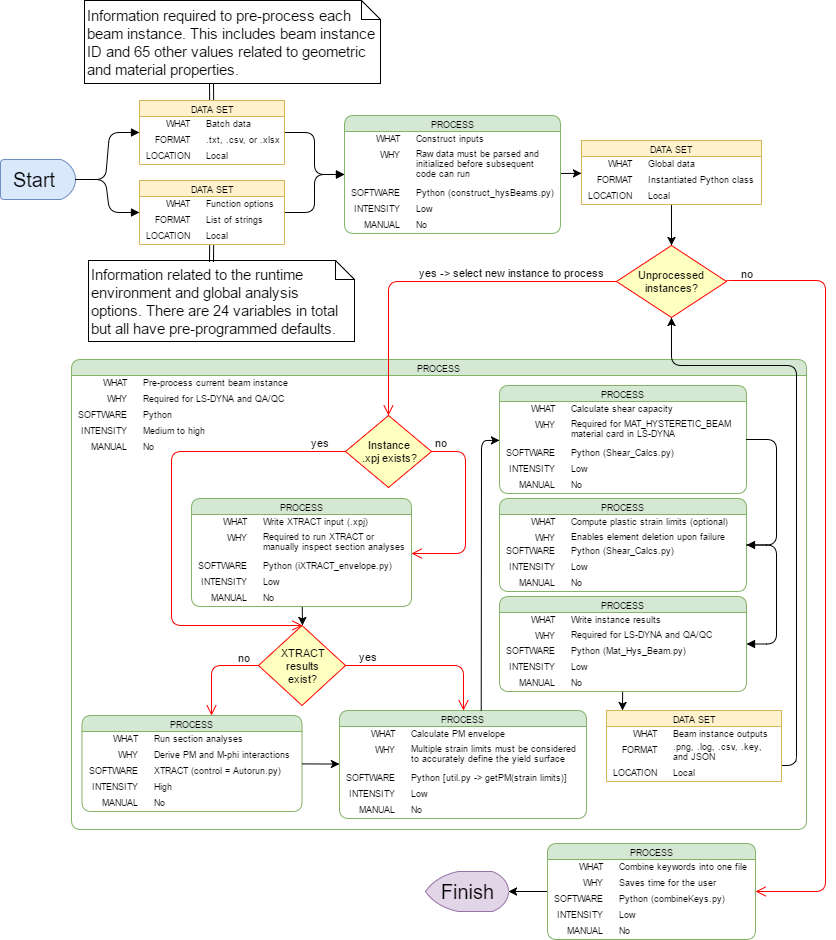 Information required to pre-process each
beam instance. This includes beam instance
ID and 65 other values related to geometric
and material properties.
DATA SET
WHAT Batch data
FORMAT .txt, .csv, or .xlsx
LOCATION Local
Start
DATA SET
WHAT Function options
FORMAT List of strings
LOCATION Local
Information related to the runtime
environment and global analysis
options. There are 24 variables in total
but all have pre-programmed defaults.
PROCESS
WHAT Construct inputs
WHY Raw data must be parsed and
initialized before subsequent
code can run
SOFTWARE Python (construct_hysBeams.py)
INTENSITY Low
MANUAL No
DATA SET
WHAT Global data
FORMAT Instantiated Python class
LOCATION Local
Unprocessed
instances?
yes -> select new instance to process
no
PROCESS
WHAT Pre-process current beam instance
WHY Required for LS-DYNA and QA/QC
SOFTWARE Python
INTENSITY Medium to high
MANUAL No
Instance
.xpj exists?
yes
no
PROCESS
WHAT Write XTRACT input (.xpj)
WHY Required to run XTRACT or
manually inspect section analyses
SOFTWARE Python (iXTRACT_envelope.py)
INTENSITY Low
MANUAL No
XTRACT
results
exist?
no
yes
PROCESS
WHAT Run section analyses
WHY Derive PM and M-phi interactions
SOFTWARE XTRACT (control = Autorun.py)
INTENSITY High
MANUAL No
PROCESS
WHAT Calculate PM envelope
WHY Multiple strain limits must be considered
to accurately define the yield surface
SOFTWARE Python [util.py -> getPM(strain limits)]
INTENSITY Low
MANUAL No
PROCESS
WHAT Calculate shear capacity
WHY Required for MAT_HYSTERETIC_BEAM
material card in LS-DYNA
SOFTWARE Python (Shear_Calcs.py)
INTENSITY Low
MANUAL No
PROCESS
WHAT Compute plastic strain limits (optional)
WHY Enables element deletion upon failure
SOFTWARE Python (Shear_Calcs.py)
INTENSITY Low
MANUAL No
PROCESS
WHAT Write instance results
WHY Required for LS-DYNA and QA/QC
SOFTWARE Python (Mat_Hys_Beam.py)
INTENSITY Low
MANUAL No
DATA SET
WHAT Beam instance outputs
FORMAT .png, .log, .csv, .key,
and JSON
LOCATION Local
PROCESS
WHAT Combine keywords into one file
WHY Saves time for the user
SOFTWARE Python (combineKeys.py)
INTENSITY Low
MANUAL No
Finish